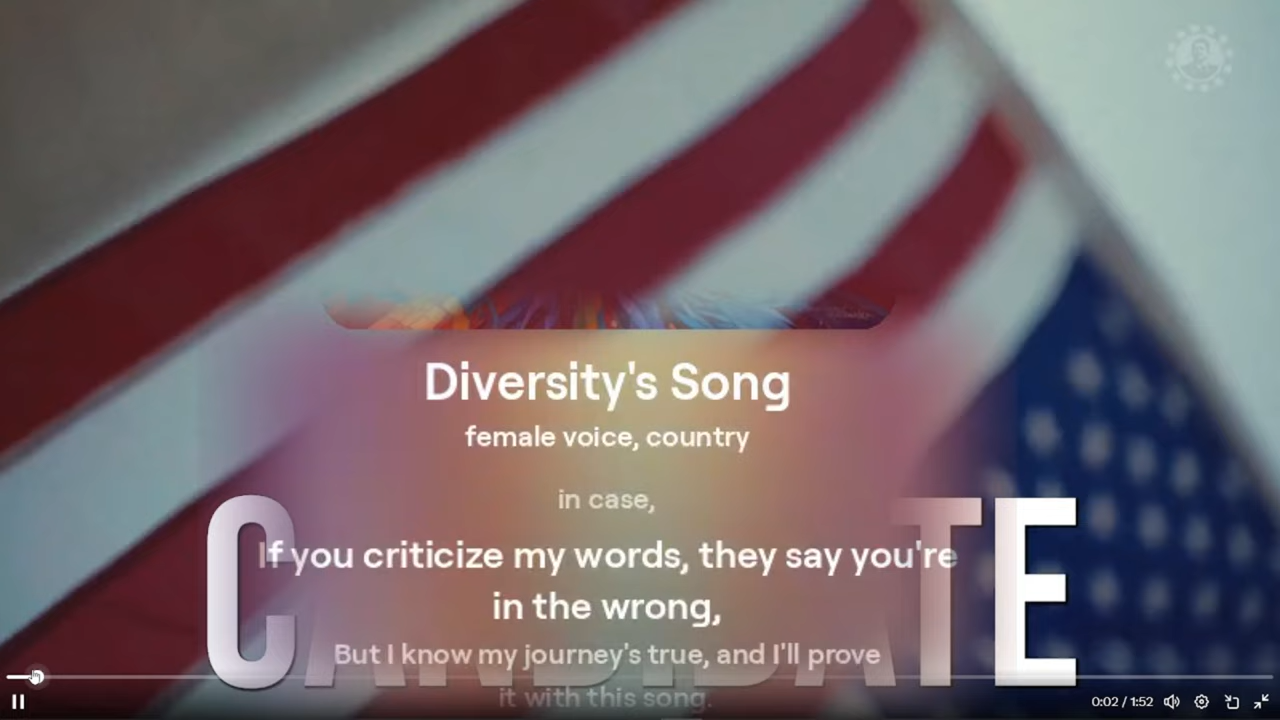 Diversity's Song
female voice, country
in case,
If you criticize my words, they say you're
in the wrong,
But I know my journey's true, and I'll prove
it with this song.
CANDIDATE
0:02 / 1:52